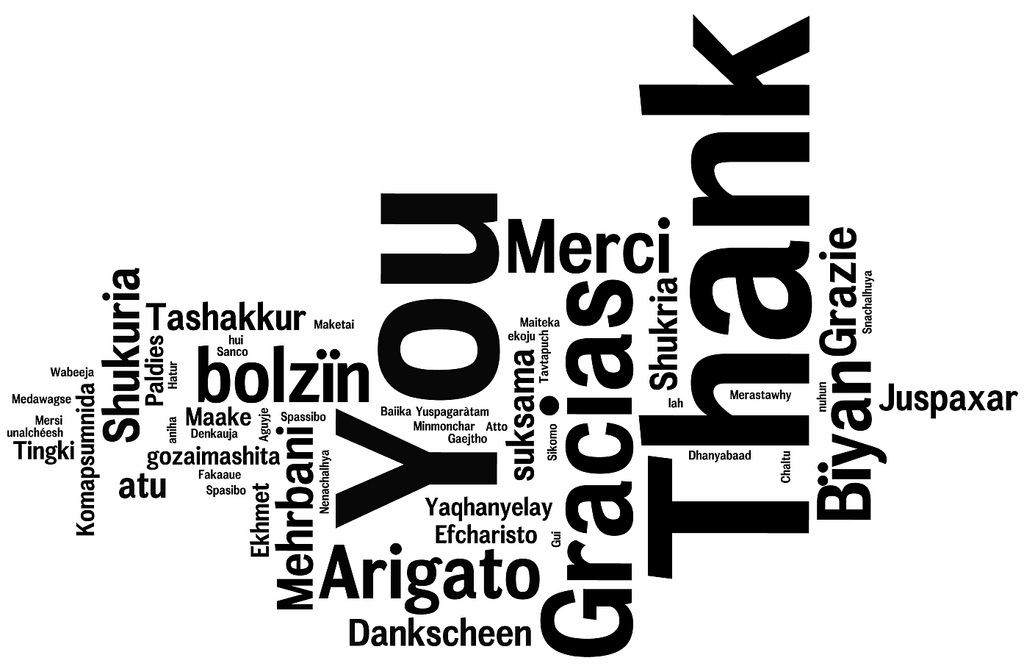 Thank
You
Gracias
Merci
Arigato
bolzïn
Bïyan
Grazie
Shukuria
Mehrbani
Tashakkur
Juspaxar
Dankscheen
suksama
Shukria
Yaqhanyelay
Efcharisto
gozaimashita
Maake
atu
Tingki
Komapsumnida
Paldies
Ekhmet
Maketai
hui
Sanco
Hatur
Wabeeja
Medawagse
Mersi
unalchéesh
aniha
Denkauja
Aguyje
Spassibo
Fakaaue
Spasibo
Nenachalhya
Baiika
Yuspagaràtam
Minmonchar
Atto
Gaejtho
Maiteka
ekoju
Tavtapuch
Sikomo
Gui
lah
Merastawhy
Dhanyabaad
Chaltu
nuhun
Snachalhuya